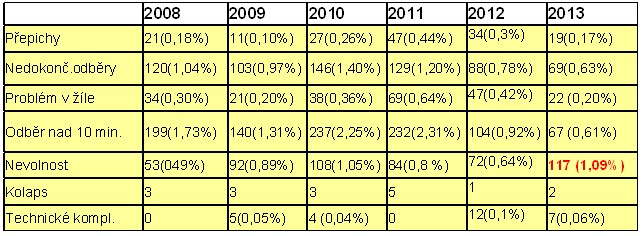 2008 2009 2010 2011 2012 2013
Přepichy 21(0,18%) 11(0,10%) 27(0,26%) 47(0,44%) 34(0,3%) 19(0,17%)
Nedokonč.odběry 120(1,04%) 103(0,97%) 146(1,40%) 129(1,20%) 88(0,78%) 69(0,63%)
Problém v žíle 34(0,30%) 21(0,20%) 38(0,36%) 69(0,64%) 47(0,42%) 22 (0,20%)
Odběr nad 10 min. 199(1,73%) 140(1,31%) 237(2,25%) 232(2,31%) 104(0,92%) 67 (0,61%)
Nevolnost 53(049%) 92(0,89%) 108(1,05%) 84(0,8 %) 72(0,64%) 117 (1,09%)
Kolaps 3 3 3 5 1 2
Technické kompl. 0 5(0,05%) 4 (0,04%) 0 12(0,1%) 7(0,06%)